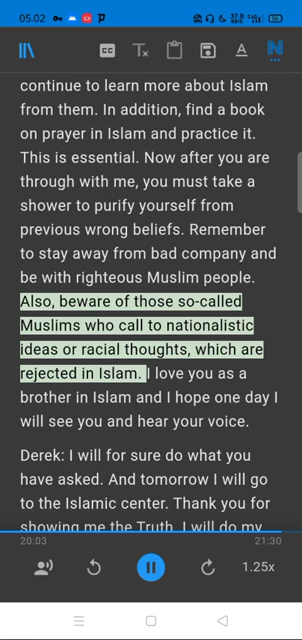 05.02
37.9
KB/s
56
CC
A
N
continue to learn more about Islam
from them. In addition, find a book
on prayer in Islam and practice it.
This is essential. Now after you are
through with me, you must take a
shower to purify yourself from
previous wrong beliefs. Remember
to stay away from bad company and
be with righteous Muslim people.
Also, beware of those so-called
Muslims who call to nationalistic
ideas or racial thoughts, which are
rejected in Islam. I love you as a
brother in Islam and I hope one day I
will see you and hear your voice.
Derek: I will for sure do what you
have asked. And tomorrow I will go
to the Islamic center. Thank you for
showing me the Truth. I will do my
20:03
21:30
1.25x